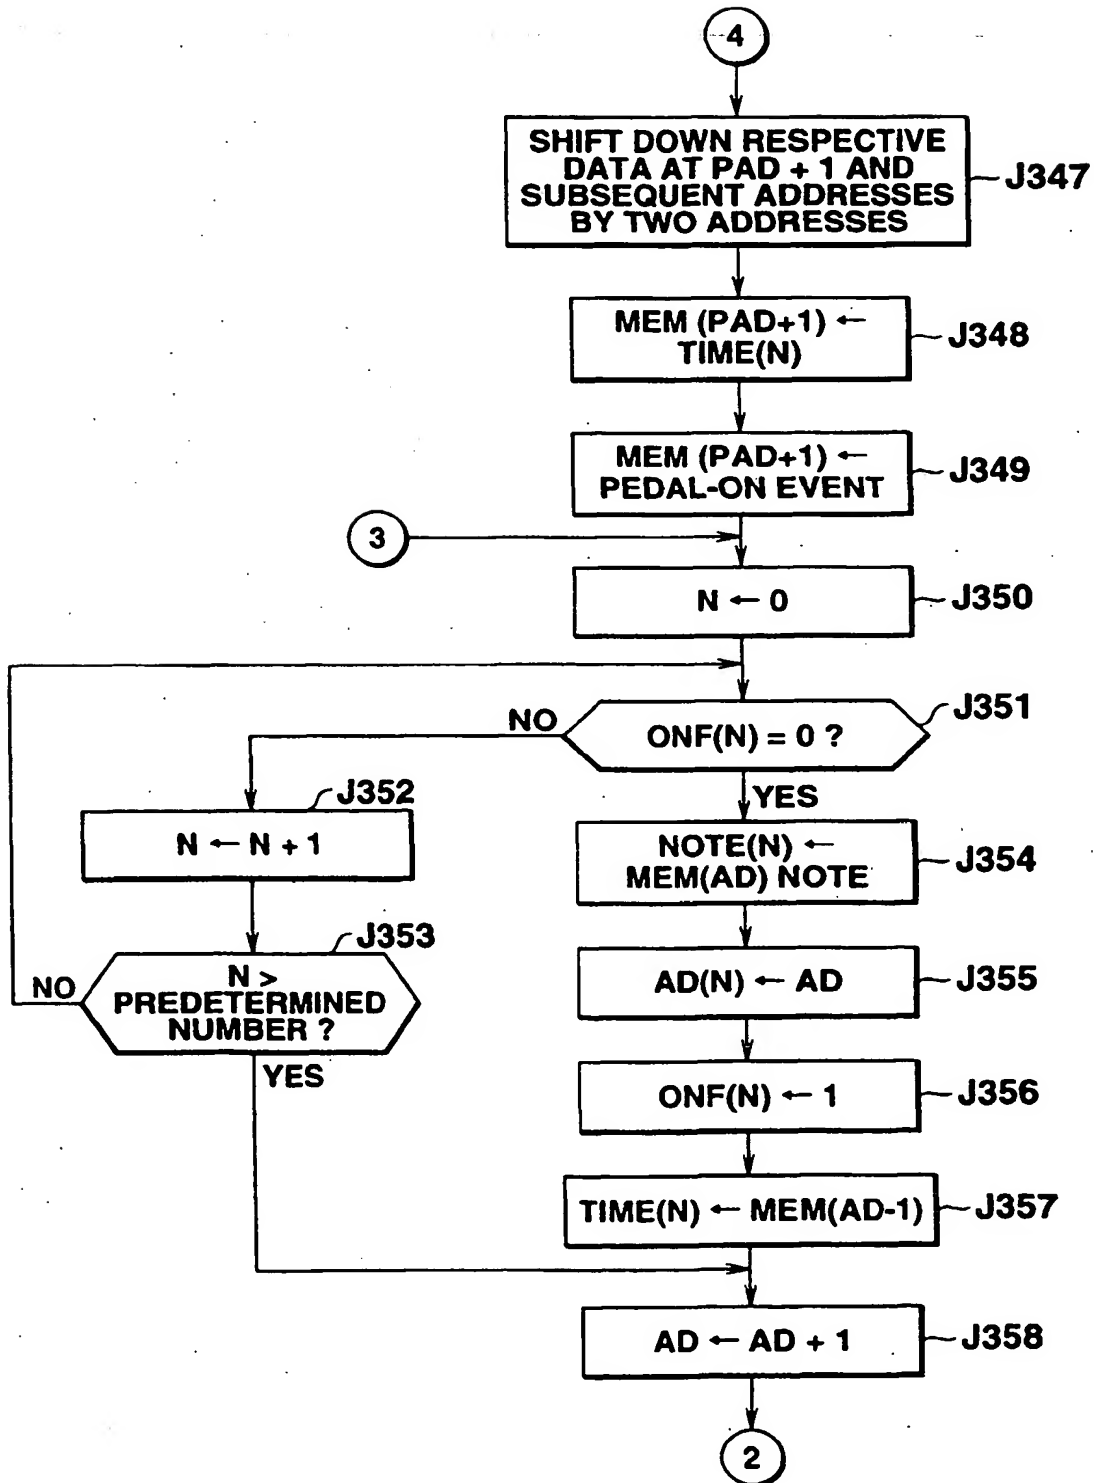 4
SHIFT DOWN RESPECTIVE
DATA AT PAD + 1 AND
SUBSEQUENT ADDRESSES
BY TWO ADDRESSES
J347
MEM (PAD+1) ←
TIME(N)
J348
MEM (PAD+1) ←
PEDAL-ON EVENT
J349
3
N ← 0
J350
ONF(N) = 0 ?
J351
NO
YES
J352
N ← N + 1
NOTE(N) ←
MEM(AD) NOTE
J354
J353
N >
PREDETERMINED
NUMBER ?
NO
YES
AD(N) ← AD
J355
ONF(N) ← 1
J356
TIME(N) ← MEM(AD-1)
J357
AD ← AD + 1
J358
2